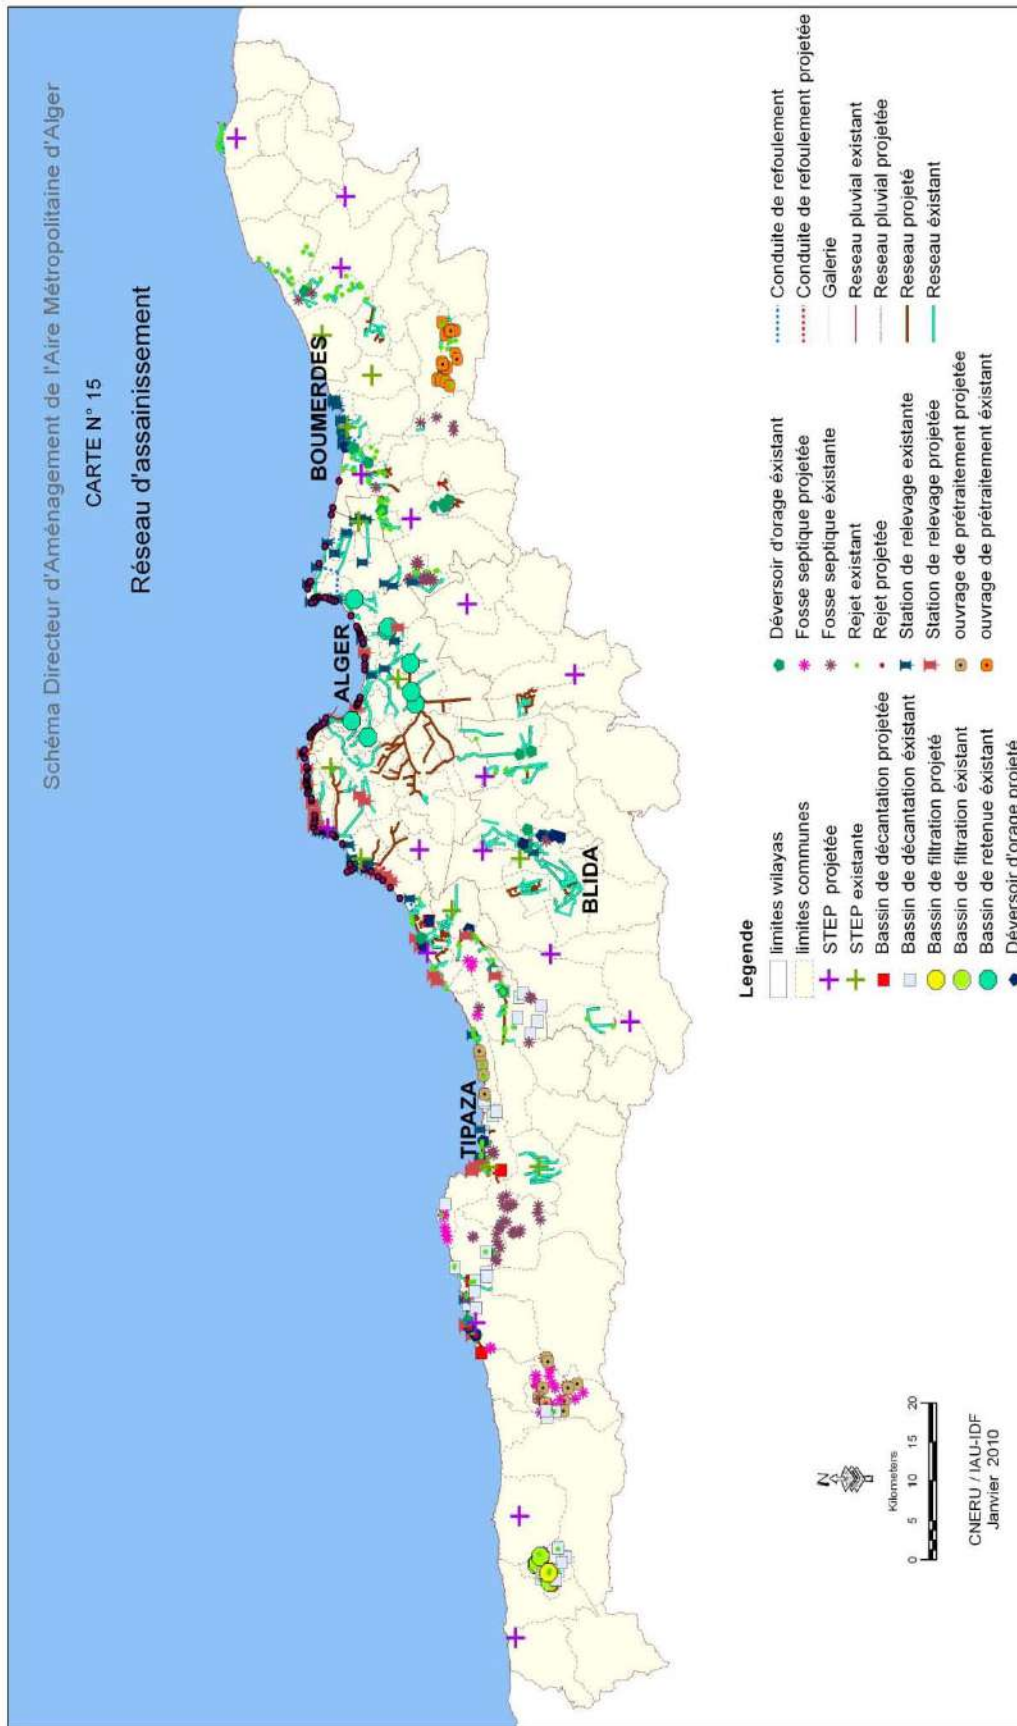 Schéma Directeur d'Aménagement de l'Aire Métropolitaine d'Alger
CARTE N° 15
Réseau d'assainissement
BOUMERDES
ALGER
TIPAZA
BLIDA
Legende
limites wilayas
limites communes
STEP projetée
STEP existante
Bassin de décantation projetée
Bassin de décantation éxistant
Bassin de filtration projeté
Bassin de filtration éxistant
Bassin de retenue éxistant
Déversoir d'orage projeté
Déversoir d'orage éxistant
Fosse septique projetée
Fosse septique éxistante
Rejet existant
Rejet projetée
Station de relevage existante
Station de relevage projetée
ouvrage de prétraitement projetée
ouvrage de prétraitement éxistant
Conduite de refoulement
Conduite de refoulement projetée
Galerie
Reseau pluvial existant
Reseau pluvial projetée
Reseau projeté
Reseau éxistant
N
Kilometers
0 5 10 15 20
CNERU / IAU-IDF
Janvier 2010